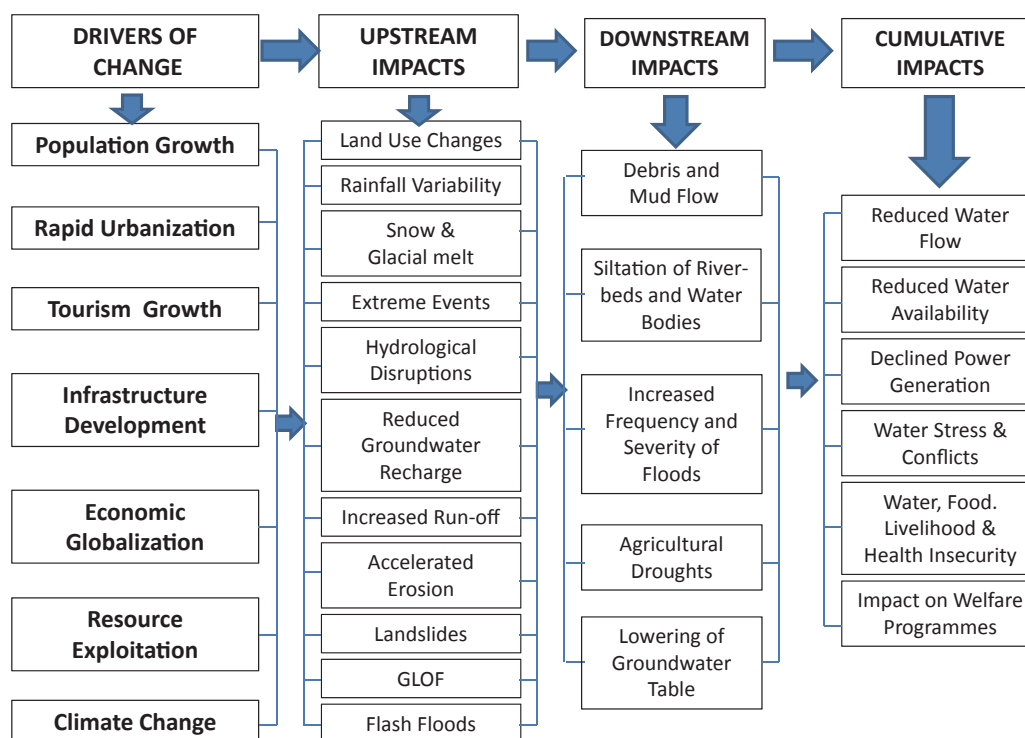 DRIVERS OF
CHANGE
UPSTREAM
IMPACTS
DOWNSTREAM
IMPACTS
CUMULATIVE
IMPACTS
Population Growth
Rapid Urbanization
Tourism Growth
Infrastructure
Development
Economic
Globalization
Resource
Exploitation
Climate Change
Land Use Changes
Rainfall Variability
Snow &
Glacial melt
Extreme Events
Hydrological
Disruptions
Reduced
Groundwater
Recharge
Increased Run-off
Accelerated
Erosion
Landslides
GLOF
Flash Floods
Debris and
Mud Flow
Siltation of River-
beds and Water
Bodies
Increased
Frequency and
Severity of
Floods
Agricultural
Droughts
Lowering of
Groundwater
Table
Reduced Water
Flow
Reduced Water
Availability
Declined Power
Generation
Water Stress &
Conflicts
Water, Food.
Livelihood &
Health Insecurity
Impact on Welfare
Programmes